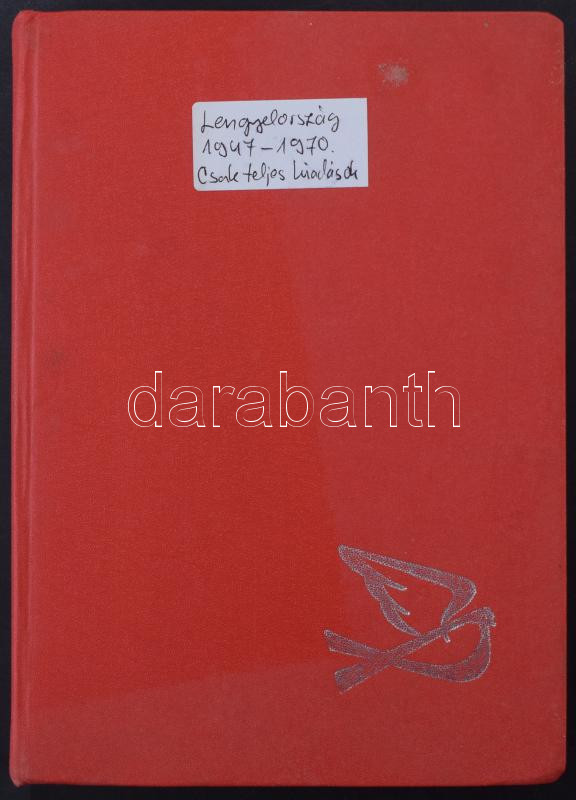 Lengyelország
1947-1970.
Csak teljes kiadások
darabanth